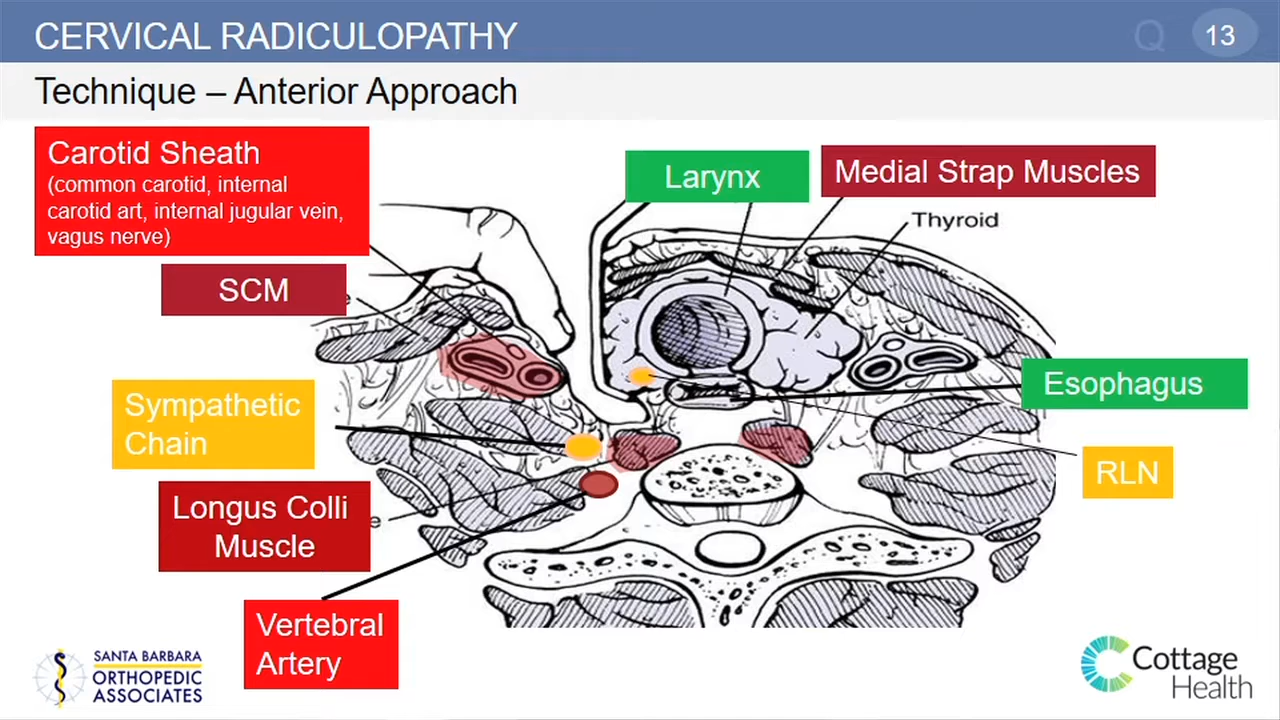 CERVICAL RADICULOPATHY
Q
13
Technique – Anterior Approach
Carotid Sheath
(common carotid, internal
carotid art, internal jugular vein,
vagus nerve)
Larynx
Medial Strap Muscles
Thyroid
SCM
e
Esophagus
Sympathetic
Chain
RLN
Longus Colli
Muscle
e
Vertebral
Artery
SANTA BARBARA
ORTHOPEDIC
ASSOCIATES
Cottage
Health